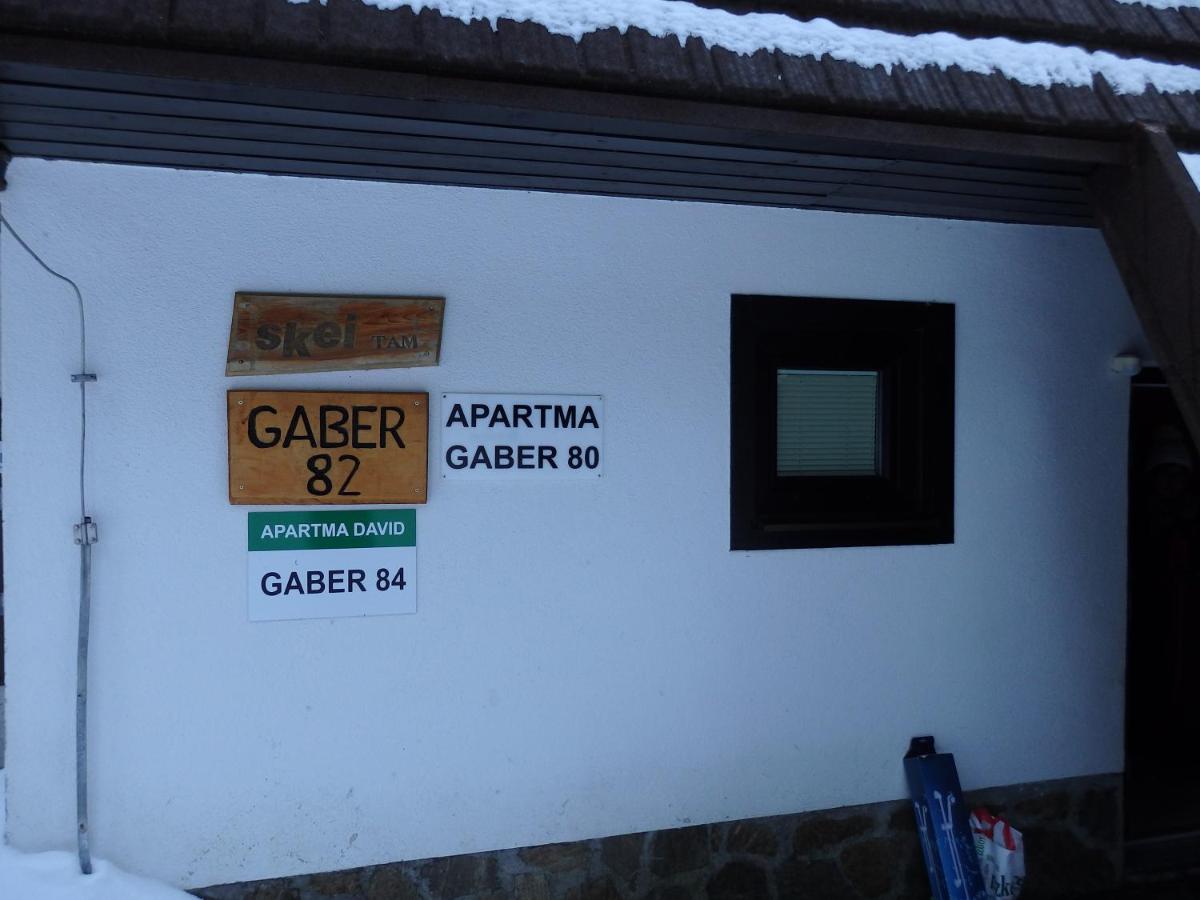 skei TAM
GABER
82
APARTMA
GABER 80
APARTMA DAVID
GABER 84